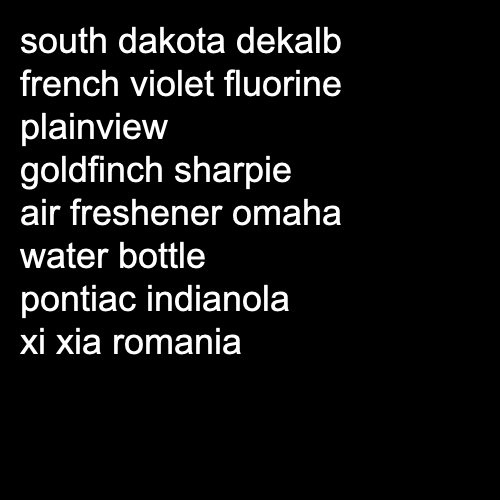 south dakota dekalb
french violet fluorine
plainview
goldfinch sharpie
air freshener omaha
water bottle
pontiac indianola
xi xia romania